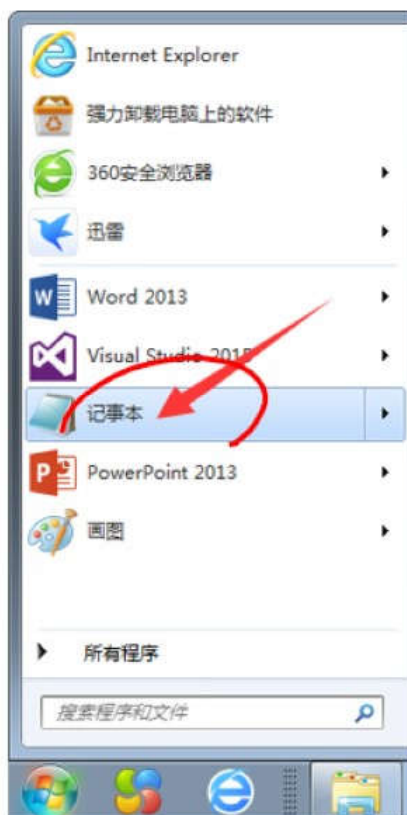 Internet Explorer
强力卸载电脑上的软件
360安全浏览器
迅雷
Word 2013
Visual Studio 2015
记事本
PowerPoint 2013
画图
所有程序
搜索程序和文件